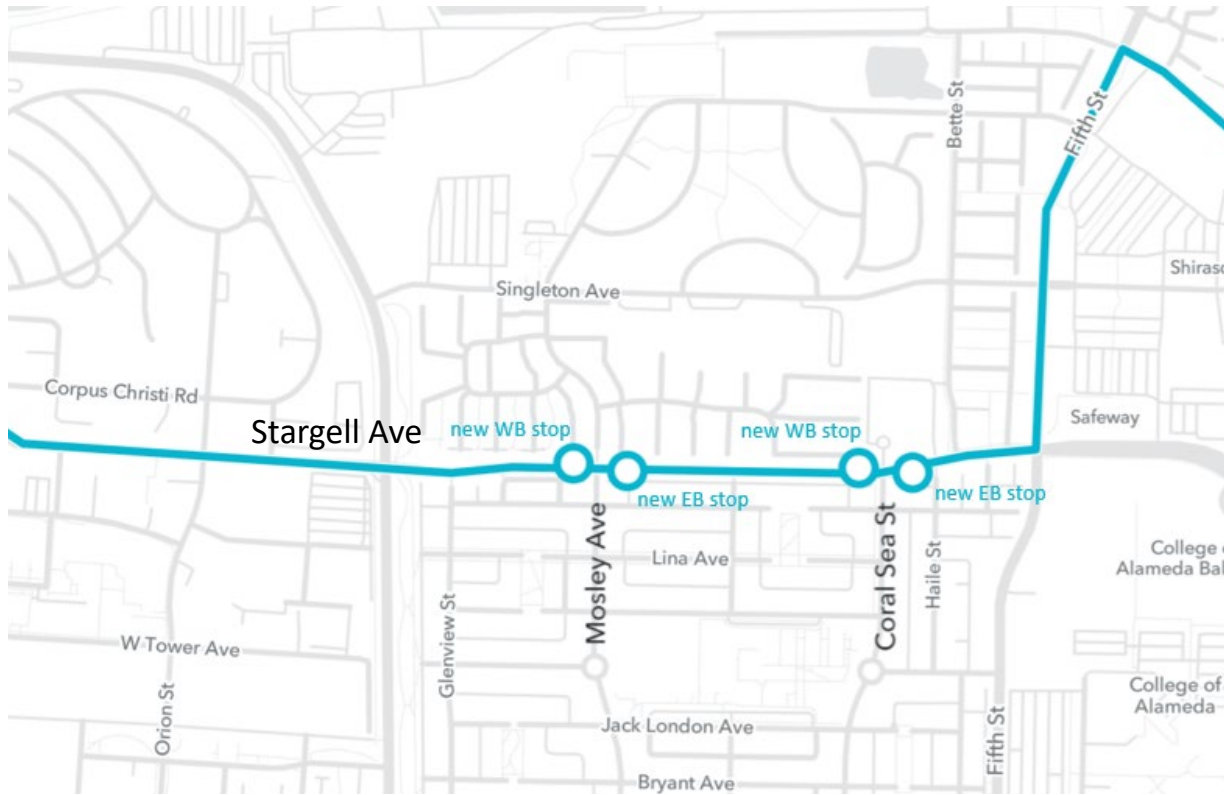 Bette St
Fifth St
Shirasc
Singleton Ave
Corpus Christi Rd
Safeway
Stargell Ave
new WB stop
new WB stop
new EB stop
new EB stop
Mosley Ave
Coral Sea St
Haile St
Lina Ave
College
Alameda Bal
Glenview St
W Tower Ave
Orion St
College of
Alameda
Jack London Ave
Fifth St
Bryant Ave